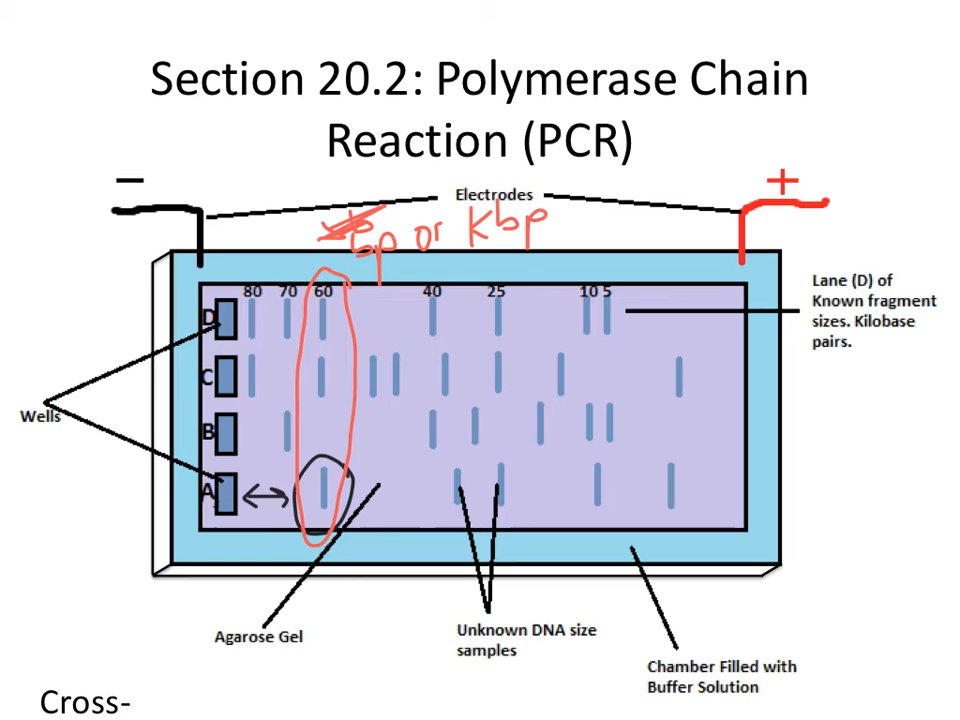 Section 20.2: Polymerase Chain
Reaction (PCR)
−
+
Electrodes
bp or Kbp
80 70 60 40 25 10 5
D
C
B
A
Wells
Lane (D) of
Known fragment
sizes. Kilobase
pairs.
Agarose Gel
Unknown DNA size
samples
Chamber Filled with
Buffer Solution
Cross-